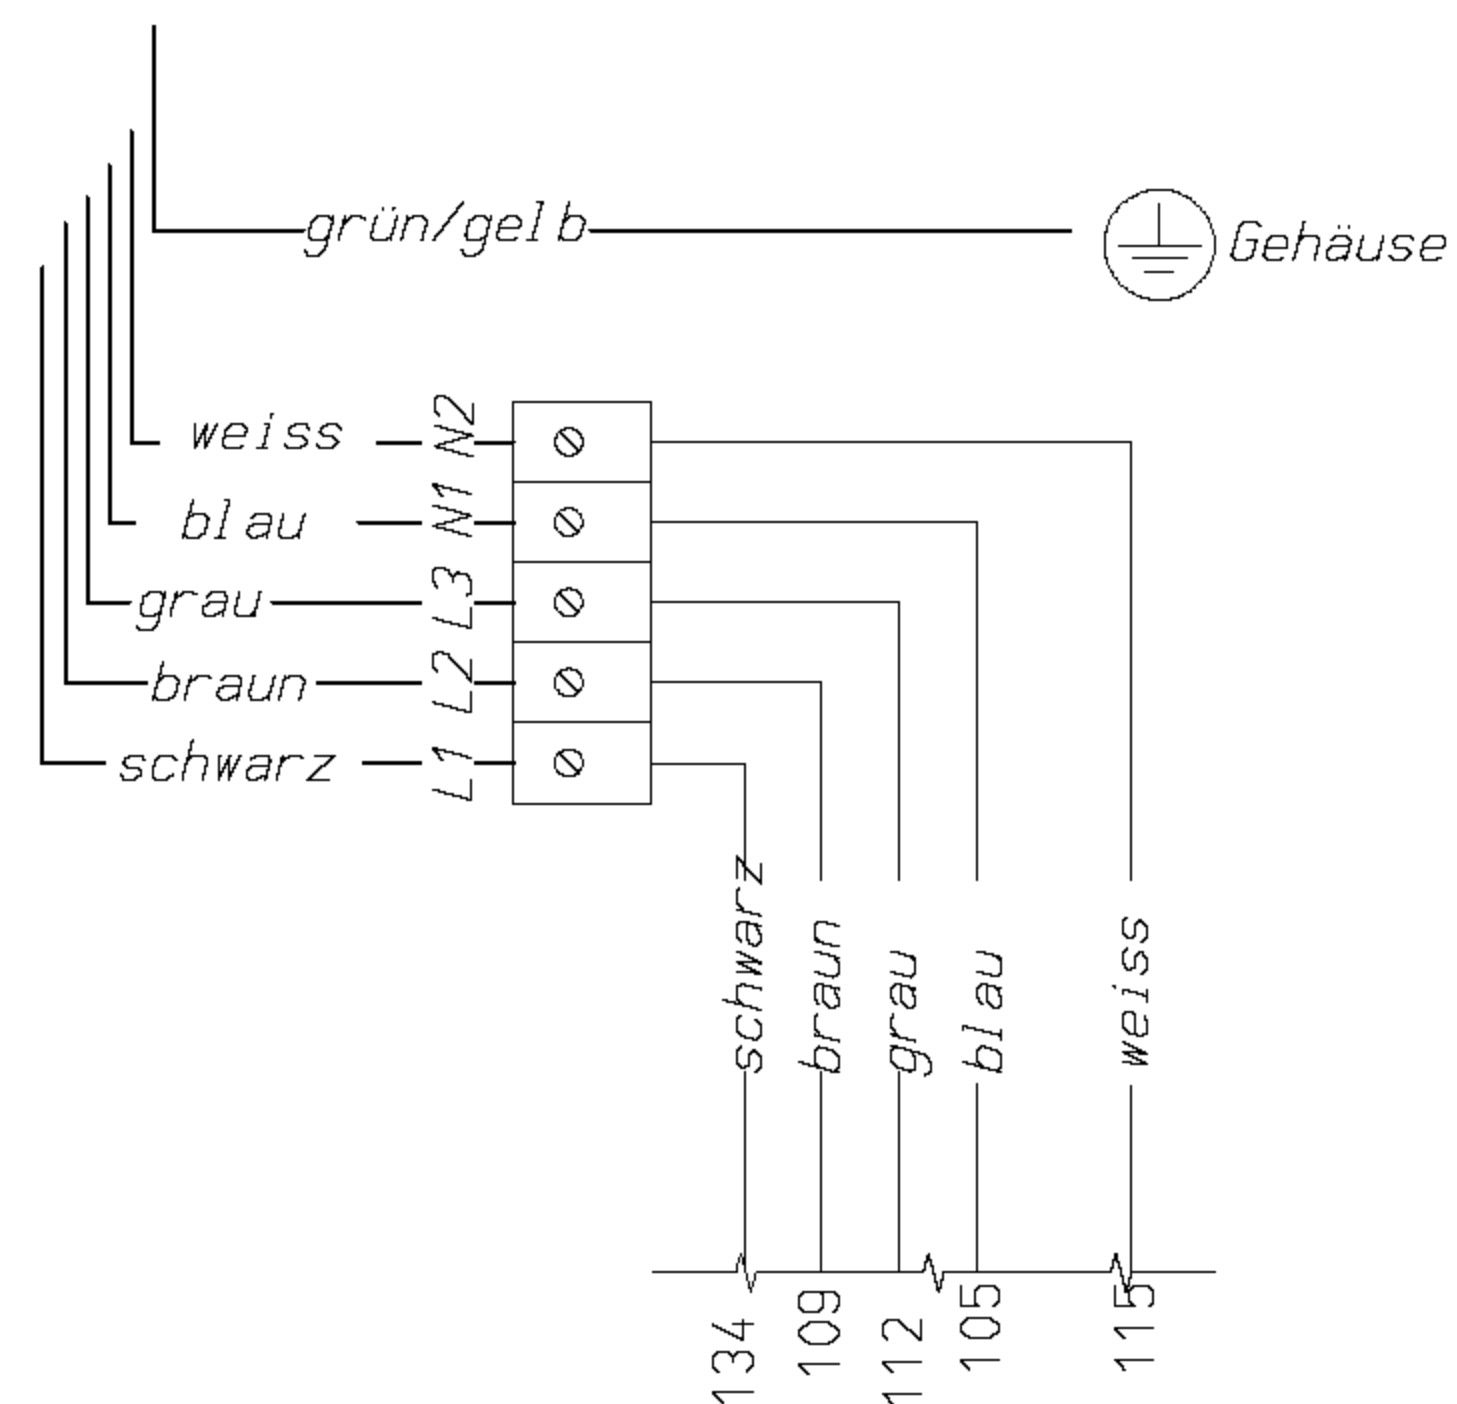 grün/gelb
Gehäuse
weiss N2
blau N1
grau L3
braun L2
schwarz L1
schwarz
braun
grau
blau
weiss
134
109
112
105
115